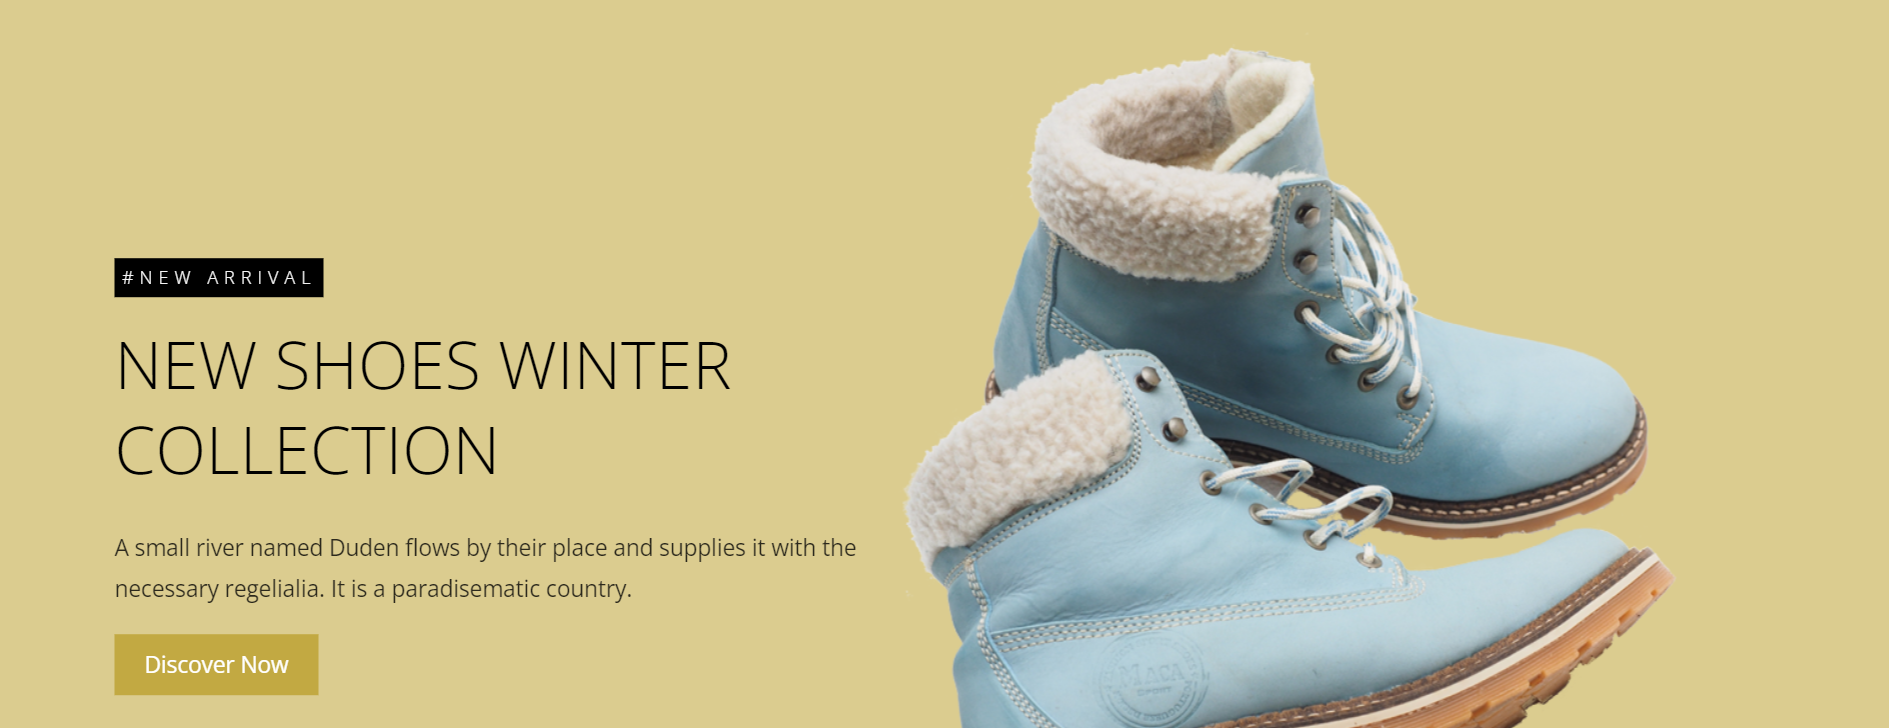 #NEW ARRIVAL
NEW SHOES WINTER
COLLECTION
A small river named Duden flows by their place and supplies it with the
necessary regelialia. It is a paradisematic country.
Discover Now
MACA
SPORT